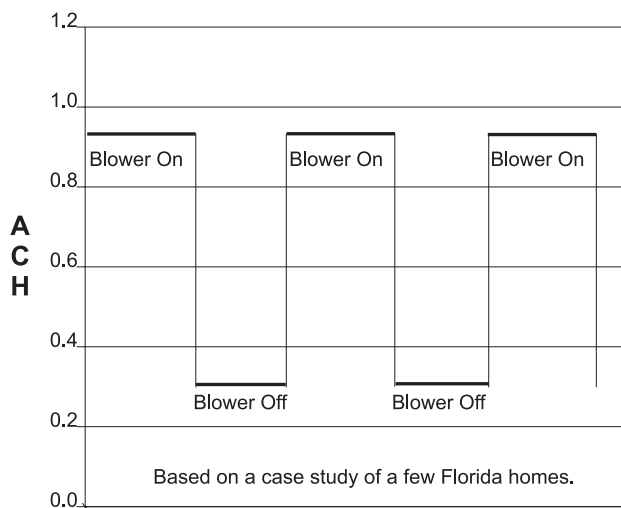 1.2
1.0
Blower On Blower On Blower On
0.8
A
C
H
0.6
0.4
Blower Off Blower Off
0.2
Based on a case study of a few Florida homes.
0.0